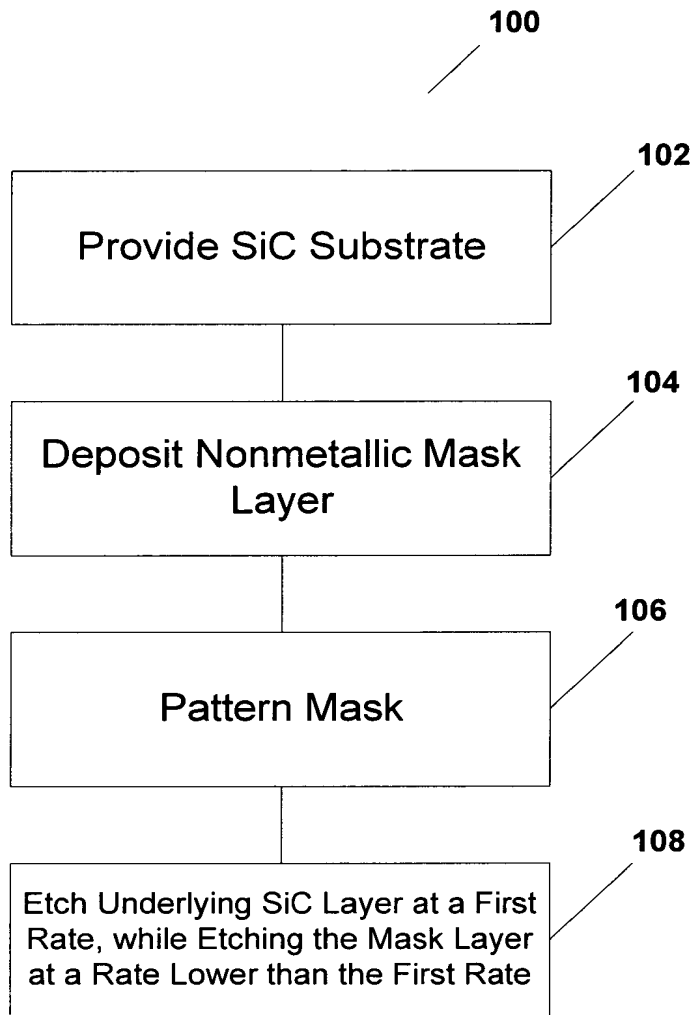 100
102
Provide SiC Substrate
104
Deposit Nonmetallic Mask
Layer
106
Pattern Mask
108
Etch Underlying SiC Layer at a First
Rate, while Etching the Mask Layer
at a Rate Lower than the First Rate